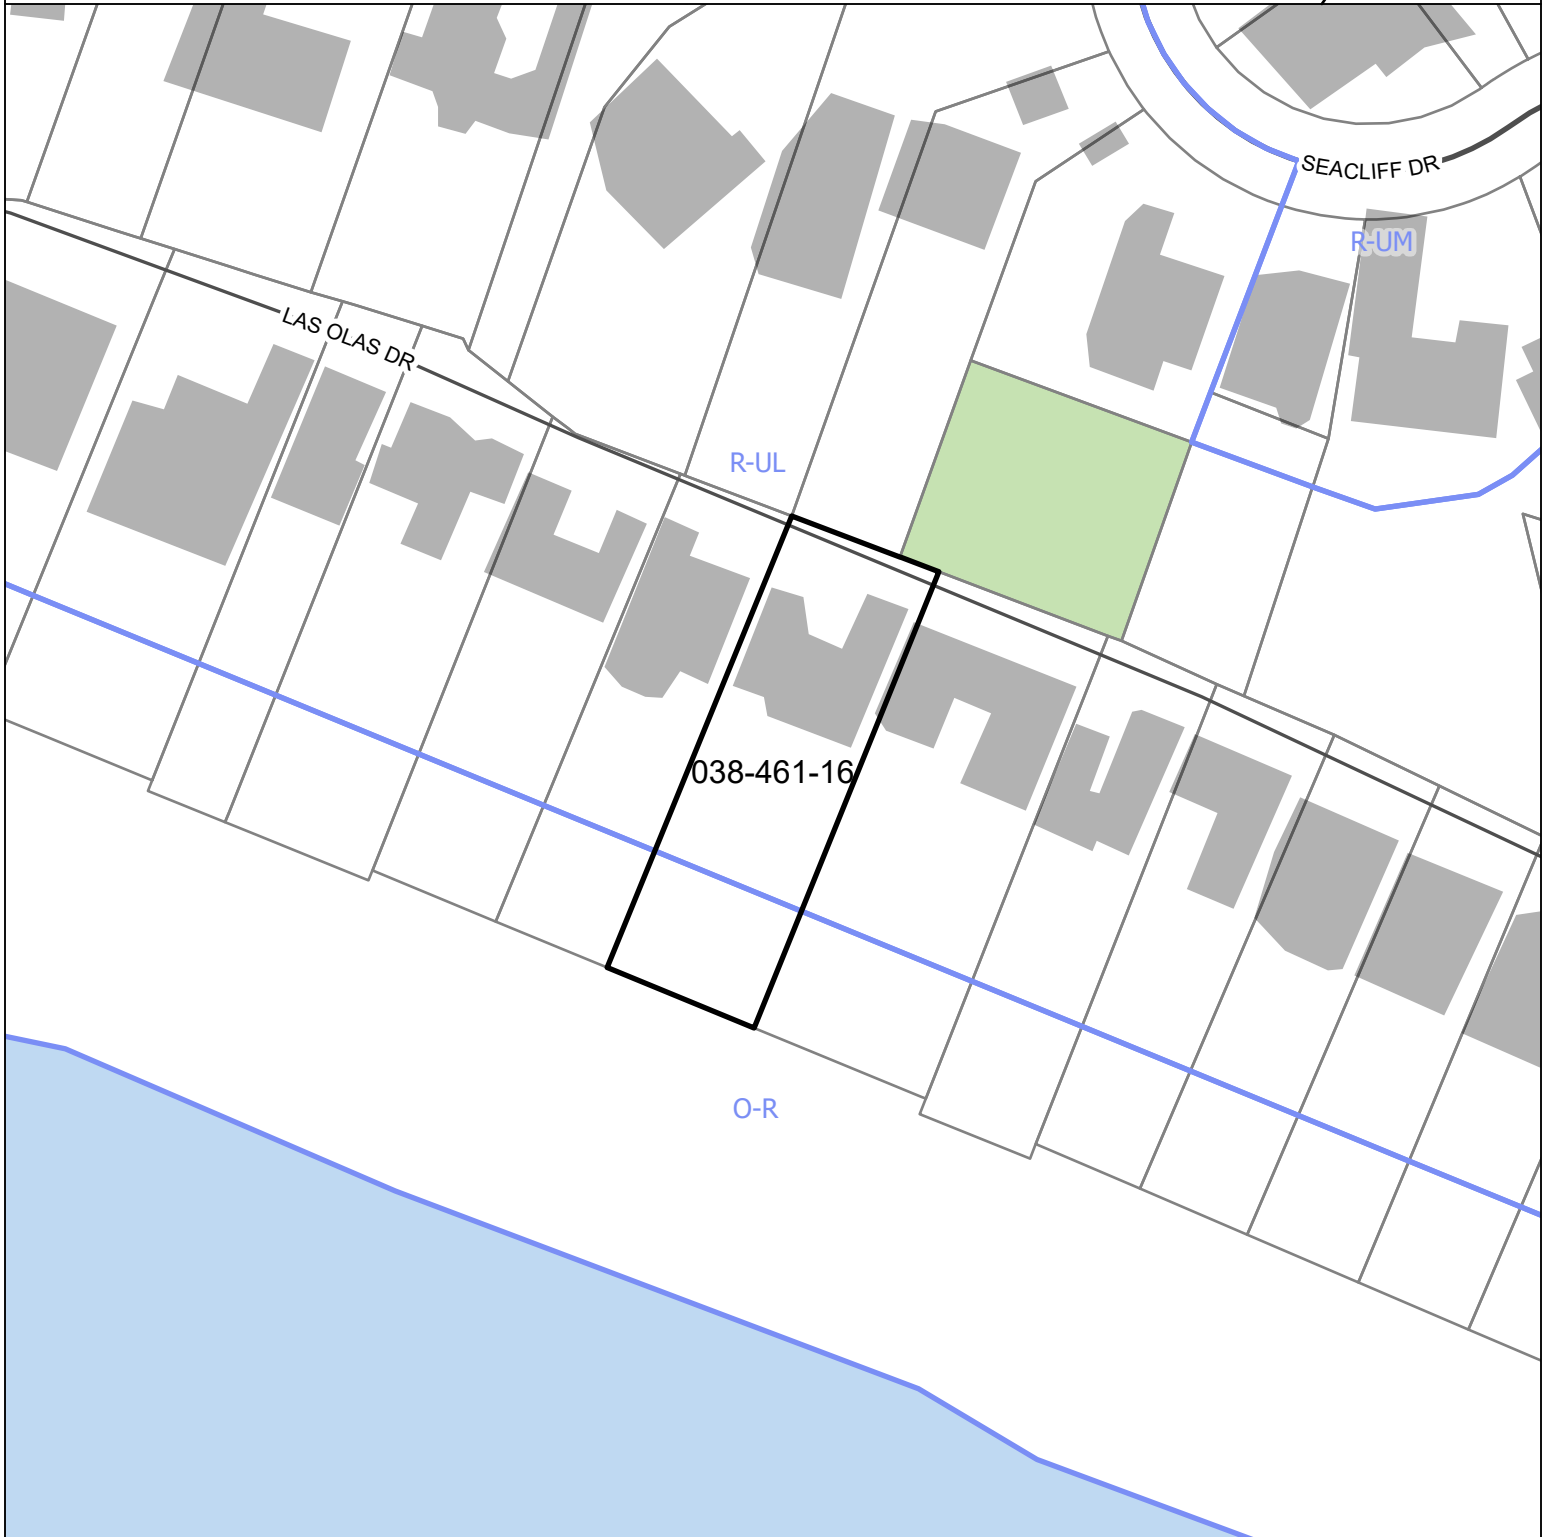 SEACLIFF DR
R-UM
LAS OLAS DR
R-UL
038-461-16
O-R